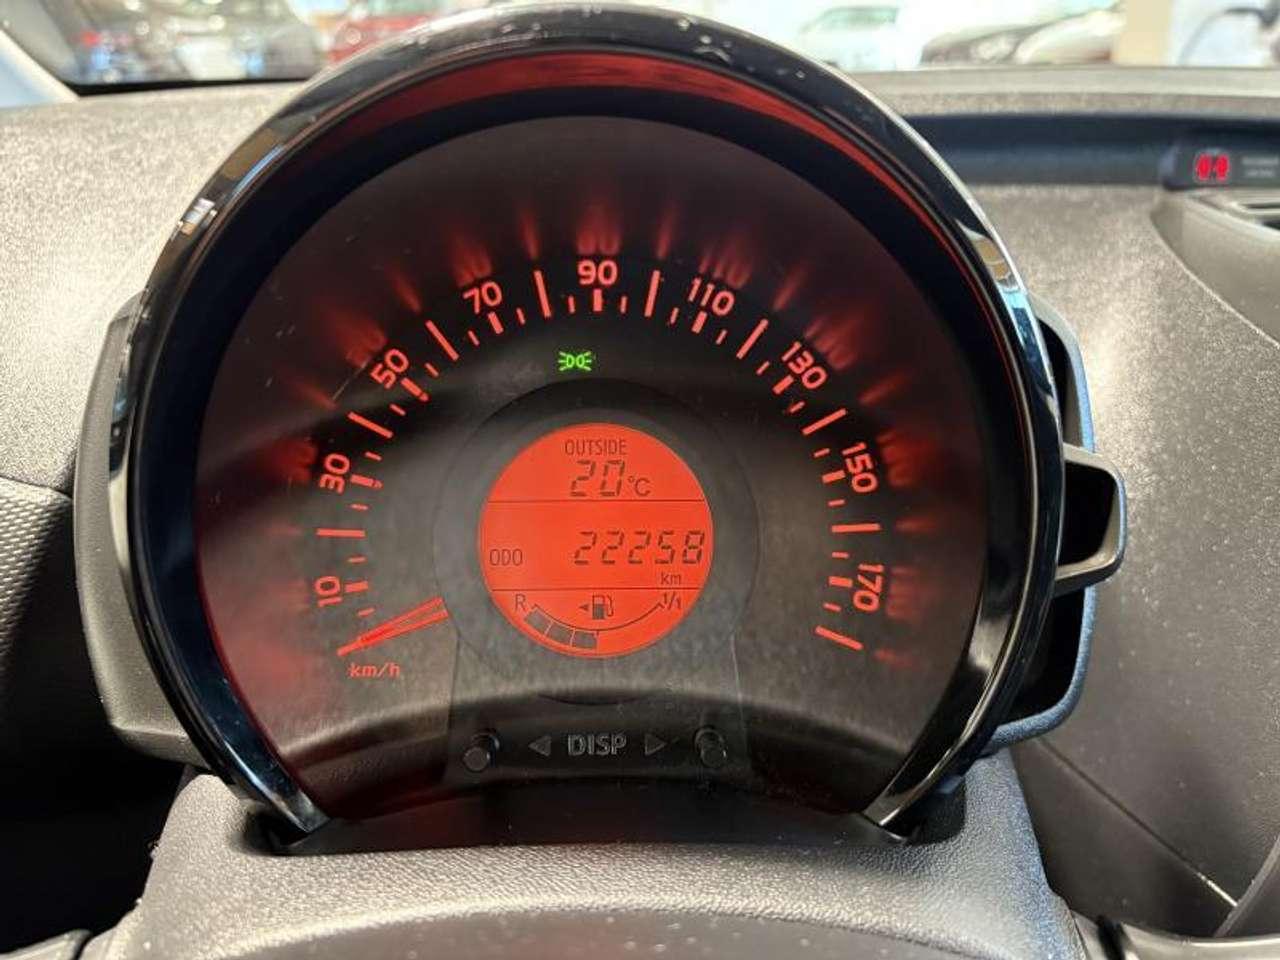 90
70
110
50
130
30
150
10
170
km/h
OUTSIDE
20°C
ODO 22258
km
R 1/1
DISP